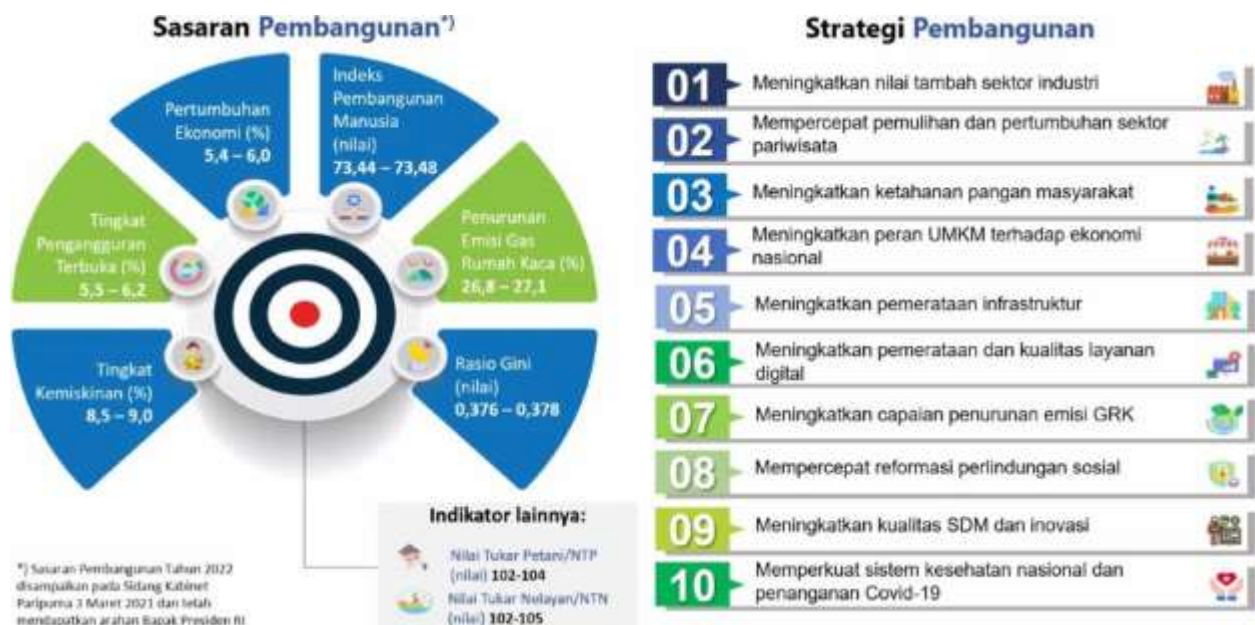 Sasaran Pembangunan*)
Pertumbuhan
Ekonomi (%)
5,4 – 6,0
Indeks
Pembangunan
Manusia
(nilai)
73,44 – 73,48
Tingkat
Pengangguran
Terbuka (%)
5,5 – 6,2
Penurunan
Emisi Gas
Rumah Kaca (%)
26,8 – 27,1
Tingkat
Kemiskinan (%)
8,5 – 9,0
Rasio Gini
(nilai)
0,376 – 0,378
Indikator lainnya:
Nilai Tukar Petani/NTP
(nilai) 102-104
Nilai Tukar Nelayan/NTN
(nilai) 102-105
*) Sasaran Pembangunan Tahun 2022
disampaikan pada Sidang Kabinet
Paripurna 3 Maret 2021 dan telah
mendapatkan arahan Bapak Presiden RI
Strategi Pembangunan
01 Meningkatkan nilai tambah sektor industri
02 Mempercepat pemulihan dan pertumbuhan sektor
pariwisata
03 Meningkatkan ketahanan pangan masyarakat
04 Meningkatkan peran UMKM terhadap ekonomi
nasional
05 Meningkatkan pemerataan infrastruktur
06 Meningkatkan pemerataan dan kualitas layanan
digital
07 Meningkatkan capaian penurunan emisi GRK
08 Mempercepat reformasi perlindungan sosial
09 Meningkatkan kualitas SDM dan inovasi
10 Memperkuat sistem kesehatan nasional dan
penanganan Covid-19